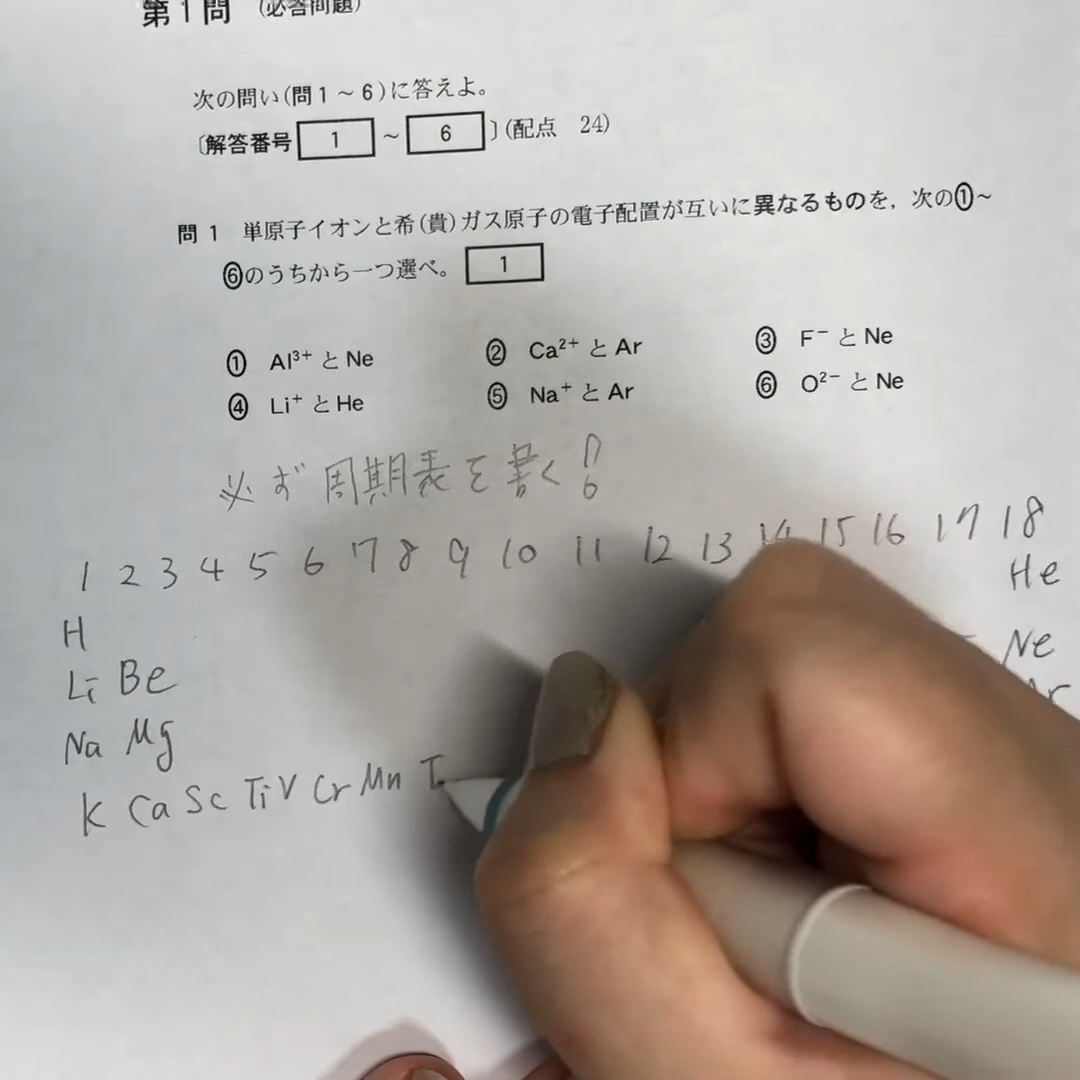 第1問 (必答問題)
次の問い(問1~6)に答えよ。
〔解答番号 1 ~ 6 〕(配点 24)
問1 単原子イオンと希(貴)ガス原子の電子配置が互いに異なるものを,次の①~
⑥のうちから一つ選べ。 1
① Al³⁺ と Ne ② Ca²⁺ と Ar ③ F⁻ と Ne
④ Li⁺ と He ⑤ Na⁺ と Ar ⑥ O²⁻ と Ne
必ず周期表を書く!!
1 2 3 4 5 6 7 8 9 10 11 12 13 14 15 16 17 18
H He
Li Be Ne
Na Mg Ar
K Ca Sc Ti V Cr Mn